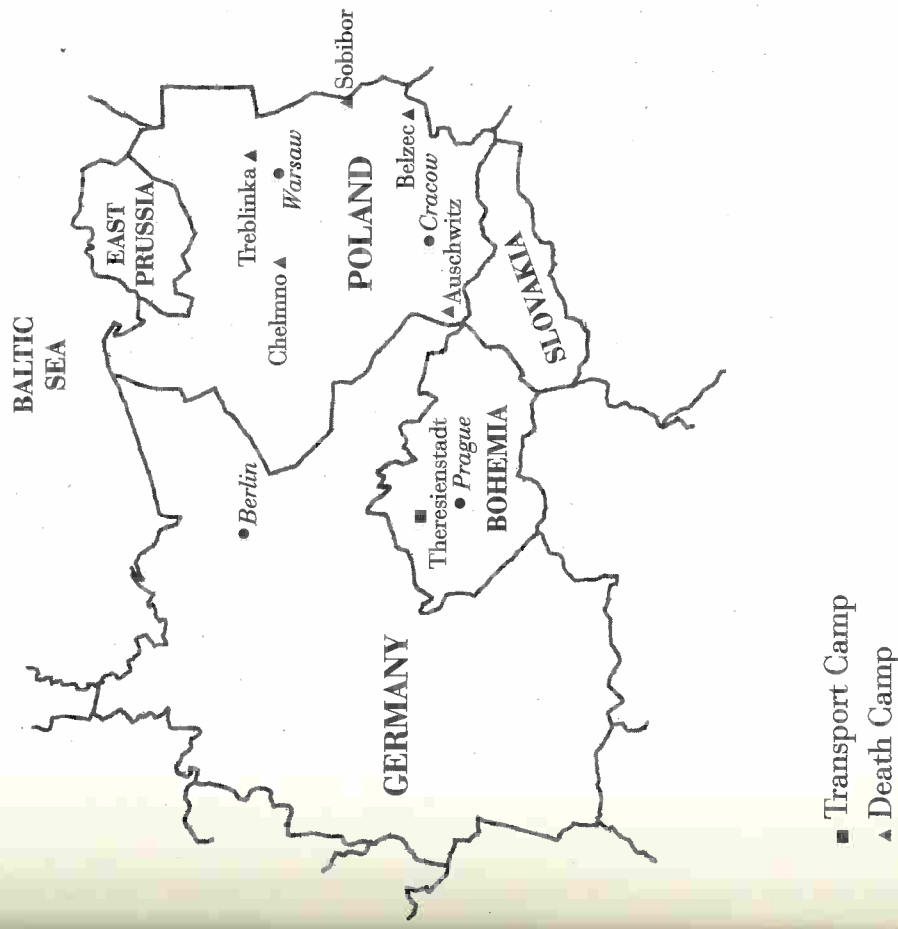 BALTIC
SEA
EAST
PRUSSIA
Berlin
Chelmno
Treblinka
Warsaw
Sobibor
POLAND
GERMANY
Theresienstadt
Prague
BOHEMIA
Auschwitz
Cracow
Belzec
SLOVAKIA
Transport Camp
Death Camp